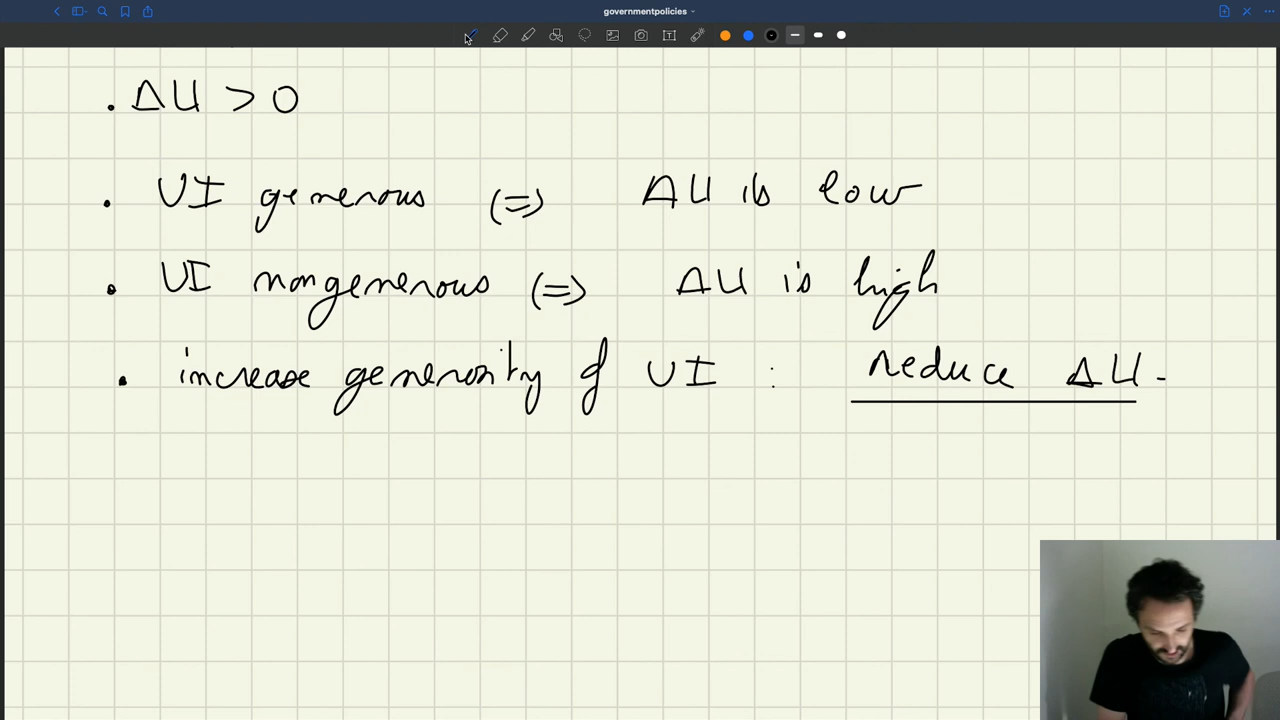 governmentpolicies
. ΔU > 0
. UI generous (=) ΔU is low
. UI nongenerous (=) ΔU is high
. increase generosity of UI : reduce ΔU.